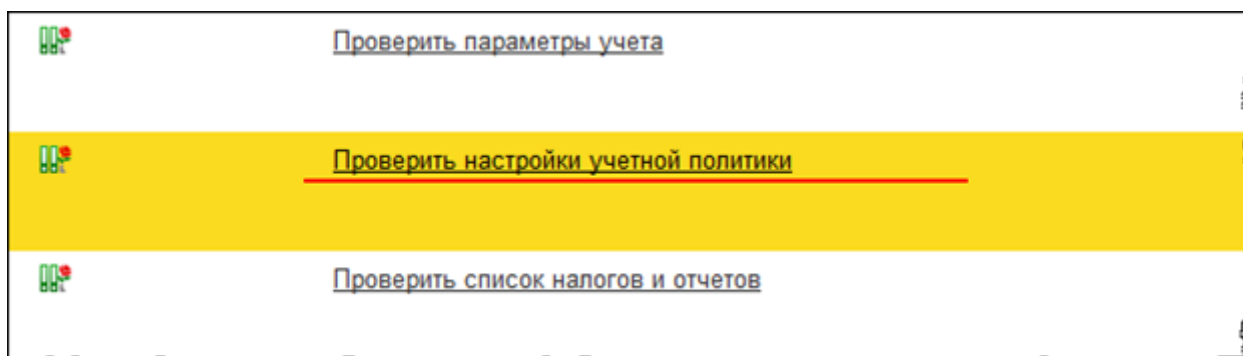 Проверить параметры учета
Проверить настройки учетной политики
Проверить список налогов и отчетов